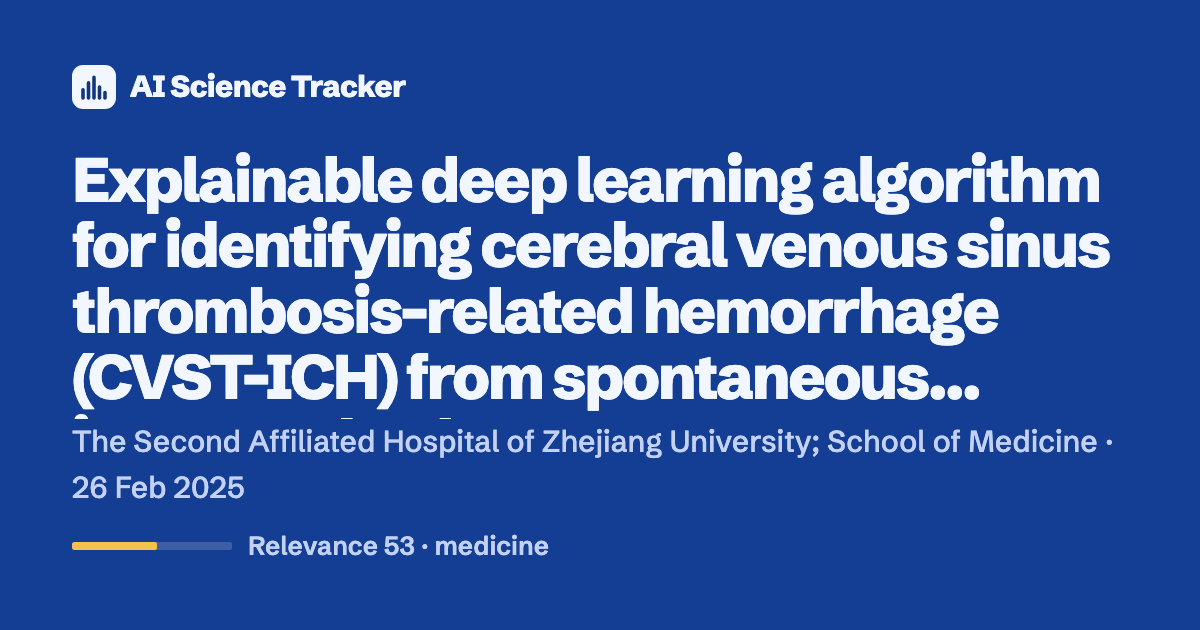 AI Science Tracker
Explainable deep learning algorithm
for identifying cerebral venous sinus
thrombosis-related hemorrhage
(CVST-ICH) from spontaneous...
The Second Affiliated Hospital of Zhejiang University; School of Medicine ·
26 Feb 2025
Relevance 53 · medicine